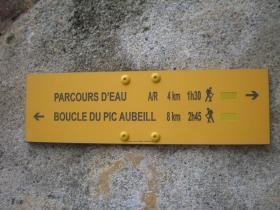 PARCOURS D'EAU A/R 4 km 1h30
BOUCLE DU PIC AUBEILL 8 km 2h45